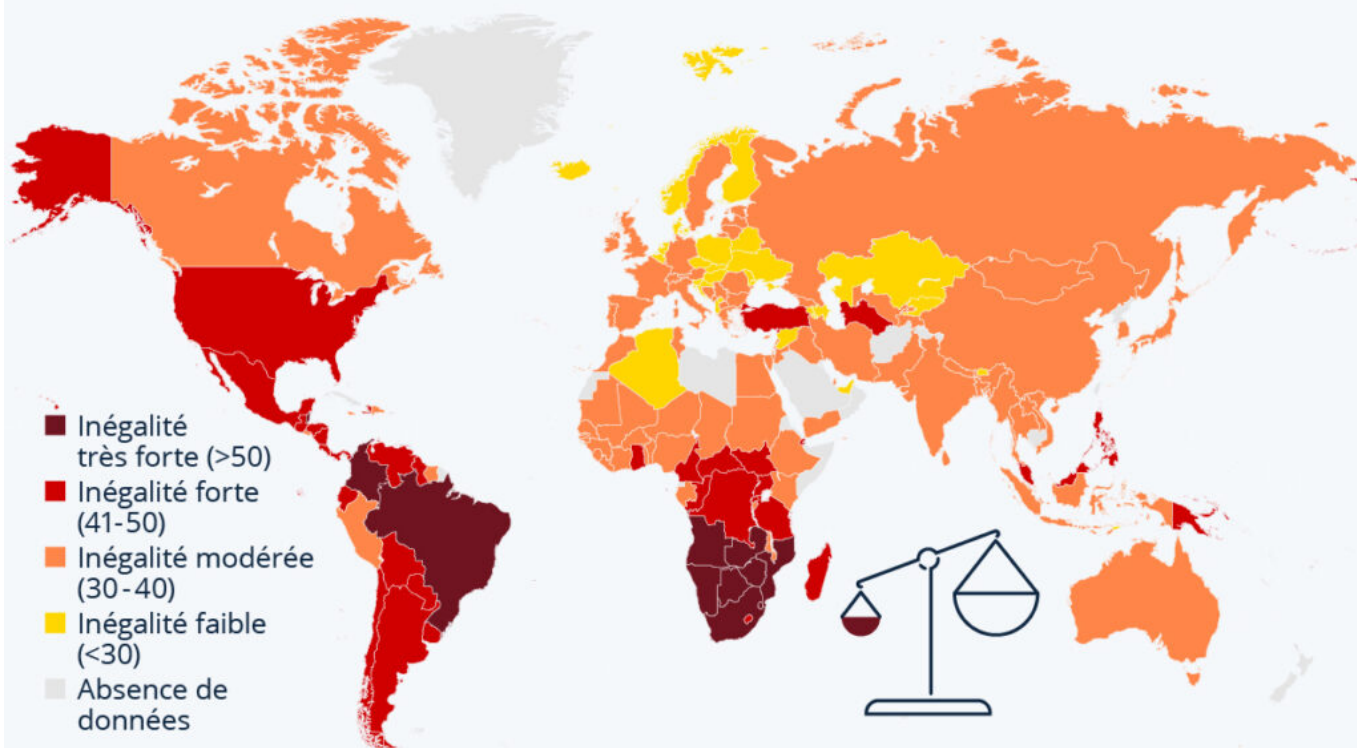 Inégalité
très forte (>50)
Inégalité forte
(41-50)
Inégalité modérée
(30-40)
Inégalité faible
(<30)
Absence de
données